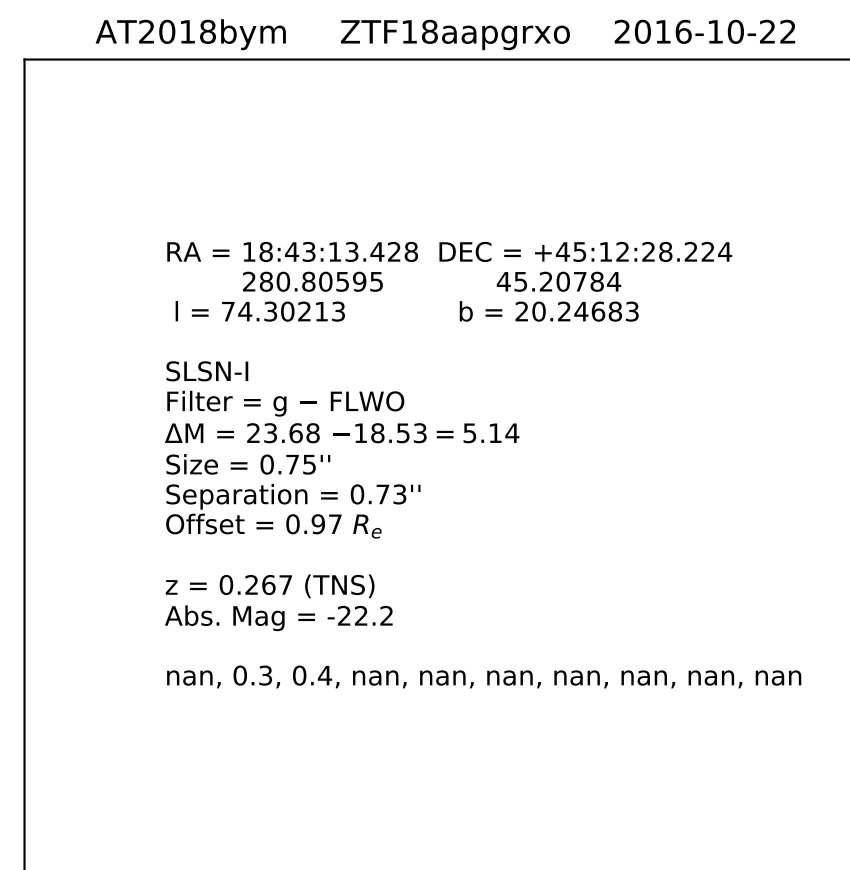 AT2018bym ZTF18aapgrxo 2016-10-22
RA = 18:43:13.428 DEC = +45:12:28.224
280.80595 45.20784
l = 74.30213 b = 20.24683
SLSN-I
Filter = g − FLWO
ΔM = 23.68 −18.53 = 5.14
Size = 0.75''
Separation = 0.73''
Offset = 0.97 Rₑ
z = 0.267 (TNS)
Abs. Mag = -22.2
nan, 0.3, 0.4, nan, nan, nan, nan, nan, nan, nan